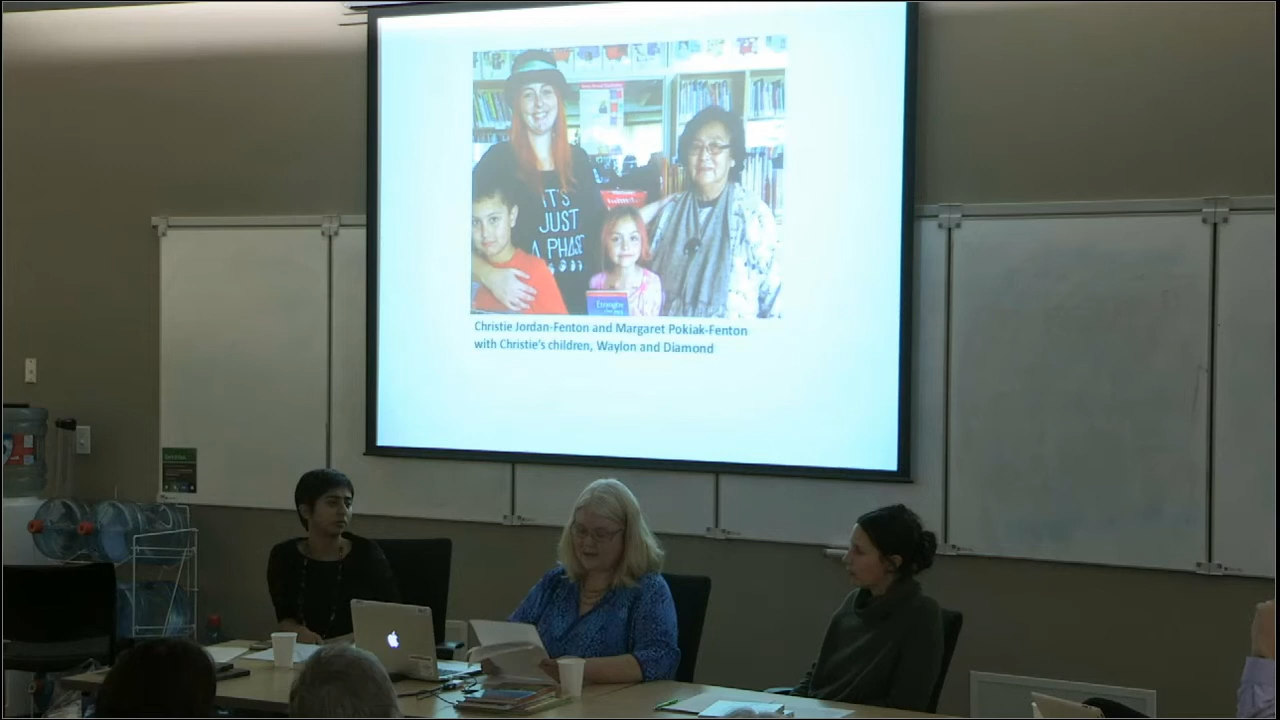 IT'S
JUST
A PHASE
Christie Jordan-Fenton and Margaret Pokiak-Fenton
with Christie's children, Waylon and Diamond